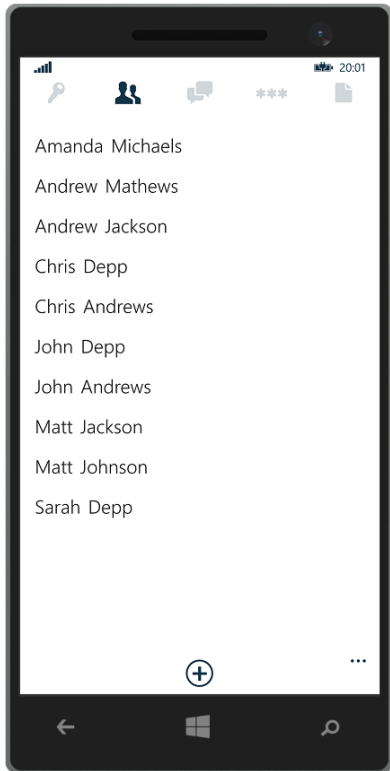 20:01
***
Amanda Michaels
Andrew Mathews
Andrew Jackson
Chris Depp
Chris Andrews
John Depp
John Andrews
Matt Jackson
Matt Johnson
Sarah Depp
...